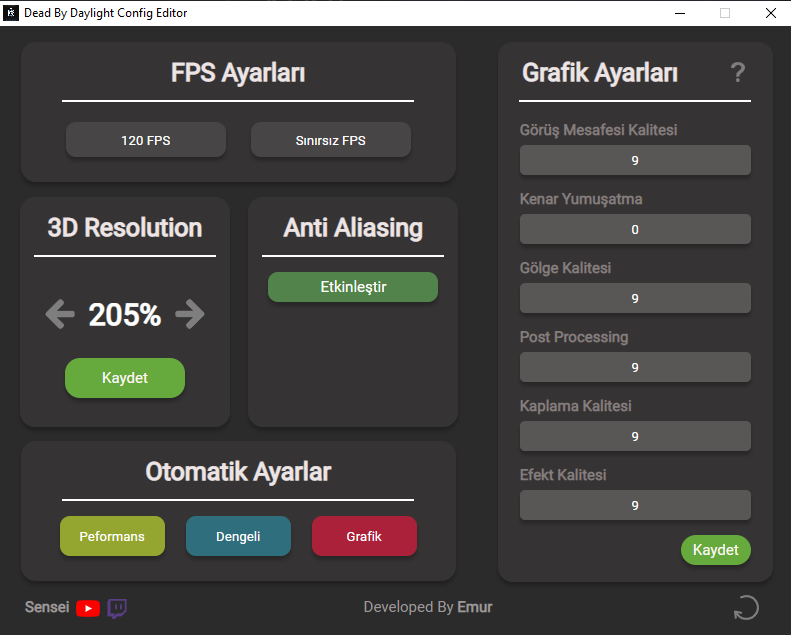 Dead By Daylight Config Editor
FPS Ayarları
120 FPS
Sınırsız FPS
3D Resolution
205%
Kaydet
Anti Aliasing
Etkinleştir
Otomatik Ayarlar
Peformans
Dengeli
Grafik
Grafik Ayarları
?
Görüş Mesafesi Kalitesi
9
Kenar Yumuşatma
0
Gölge Kalitesi
9
Post Processing
9
Kaplama Kalitesi
9
Efekt Kalitesi
9
Kaydet
Sensei
Developed By Emur